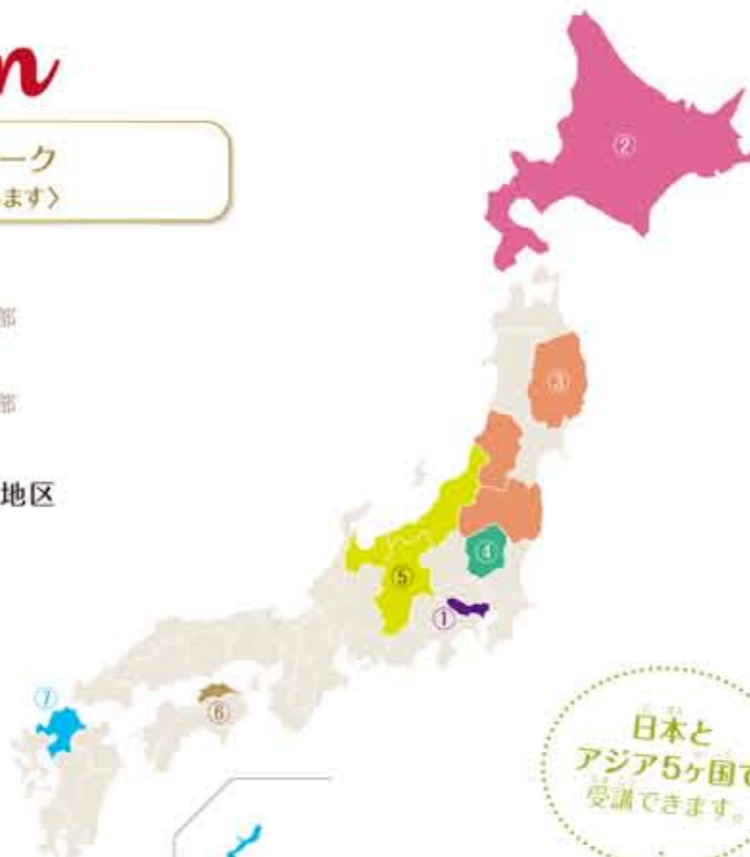 n
ーク
ます〉
②
部
③
部
地区
④
⑤
①
⑦
⑥
日本と
アジア5ヶ国で
受講できます。